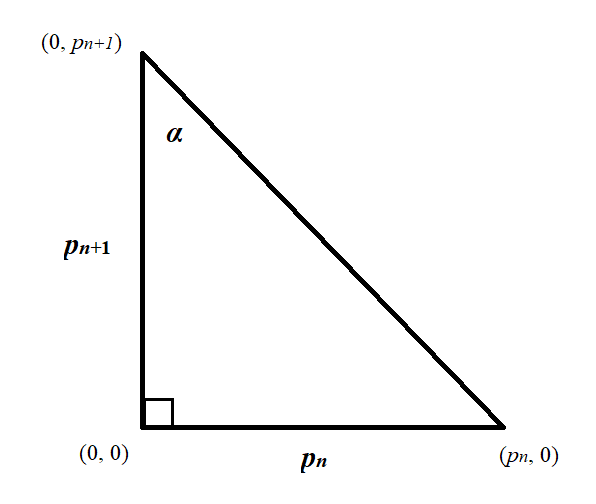 (0, pn+1)
α
pn+1
(0, 0)
pn
(pn, 0)